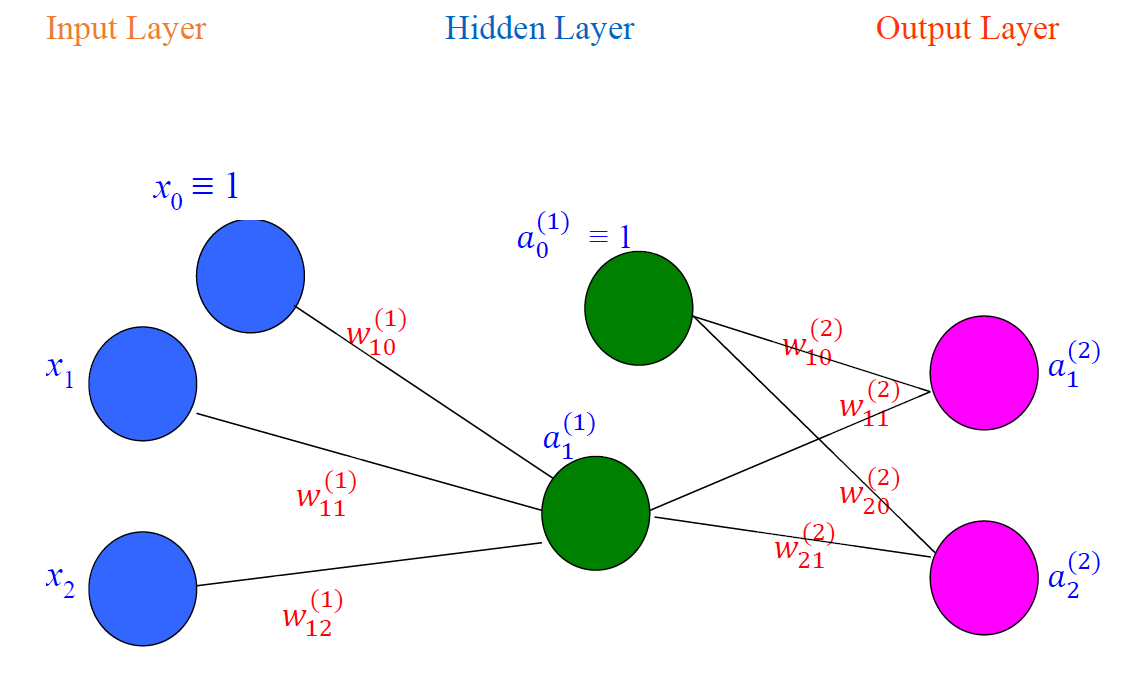 Input Layer
Hidden Layer
Output Layer
x₀ ≡ 1
a₀⁽¹⁾ ≡ 1
w₁₀⁽¹⁾
w₁₀⁽²⁾
x₁
a₁⁽²⁾
w₁₁⁽²⁾
a₁⁽¹⁾
w₁₁⁽¹⁾
w₂₀⁽²⁾
w₂₁⁽²⁾
x₂
a₂⁽²⁾
w₁₂⁽¹⁾